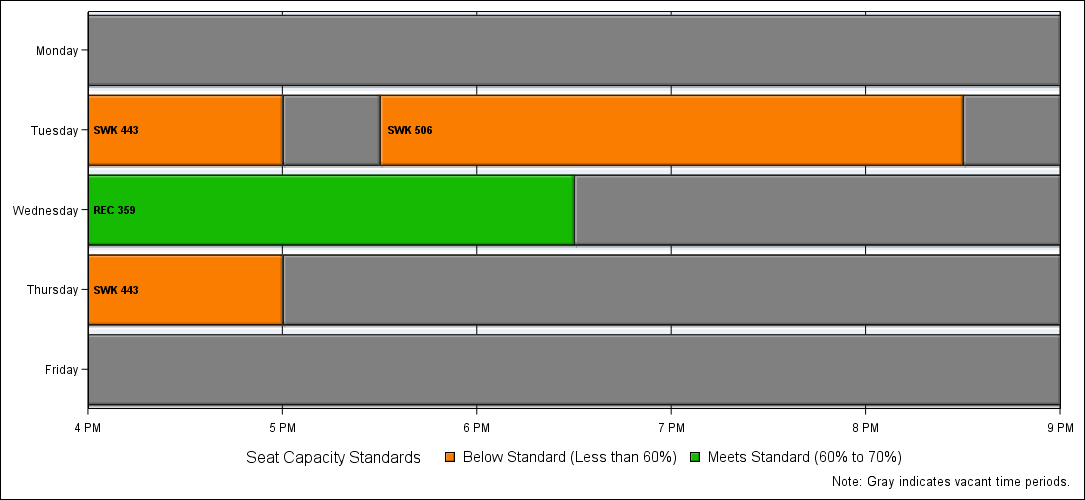 Monday
Tuesday
SWK 443
SWK 506
Wednesday
REC 359
Thursday
SWK 443
Friday
4 PM 5 PM 6 PM 7 PM 8 PM 9 PM
Seat Capacity Standards Below Standard (Less than 60%) Meets Standard (60% to 70%)
Note: Gray indicates vacant time periods.